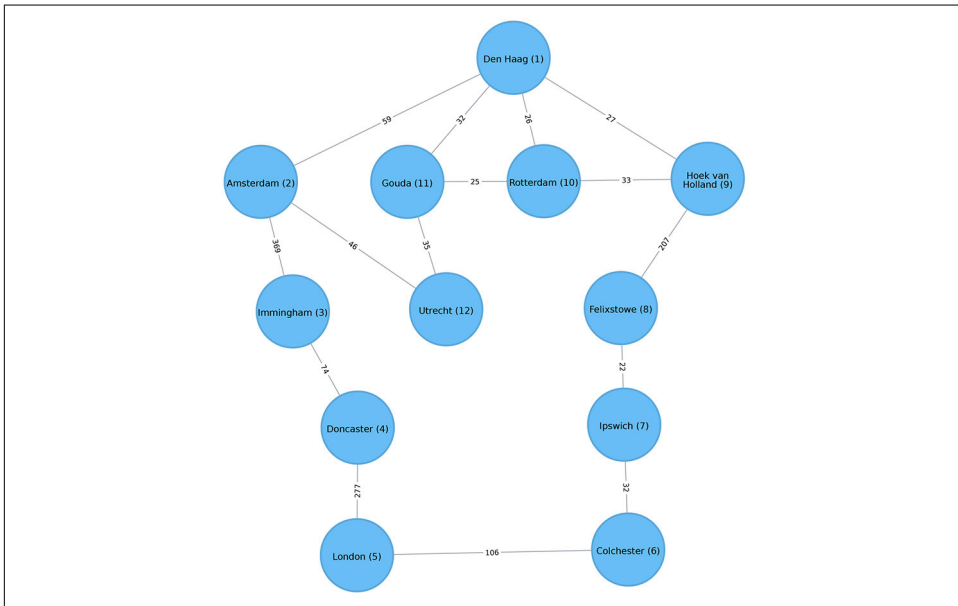 Den Haag (1)
59
32
26
27
Amsterdam (2)
Gouda (11)
25
Rotterdam (10)
33
Hoek van
Holland (9)
369
46
35
207
Immingham (3)
Utrecht (12)
Felixstowe (8)
74
22
Doncaster (4)
Ipswich (7)
277
32
London (5)
106
Colchester (6)